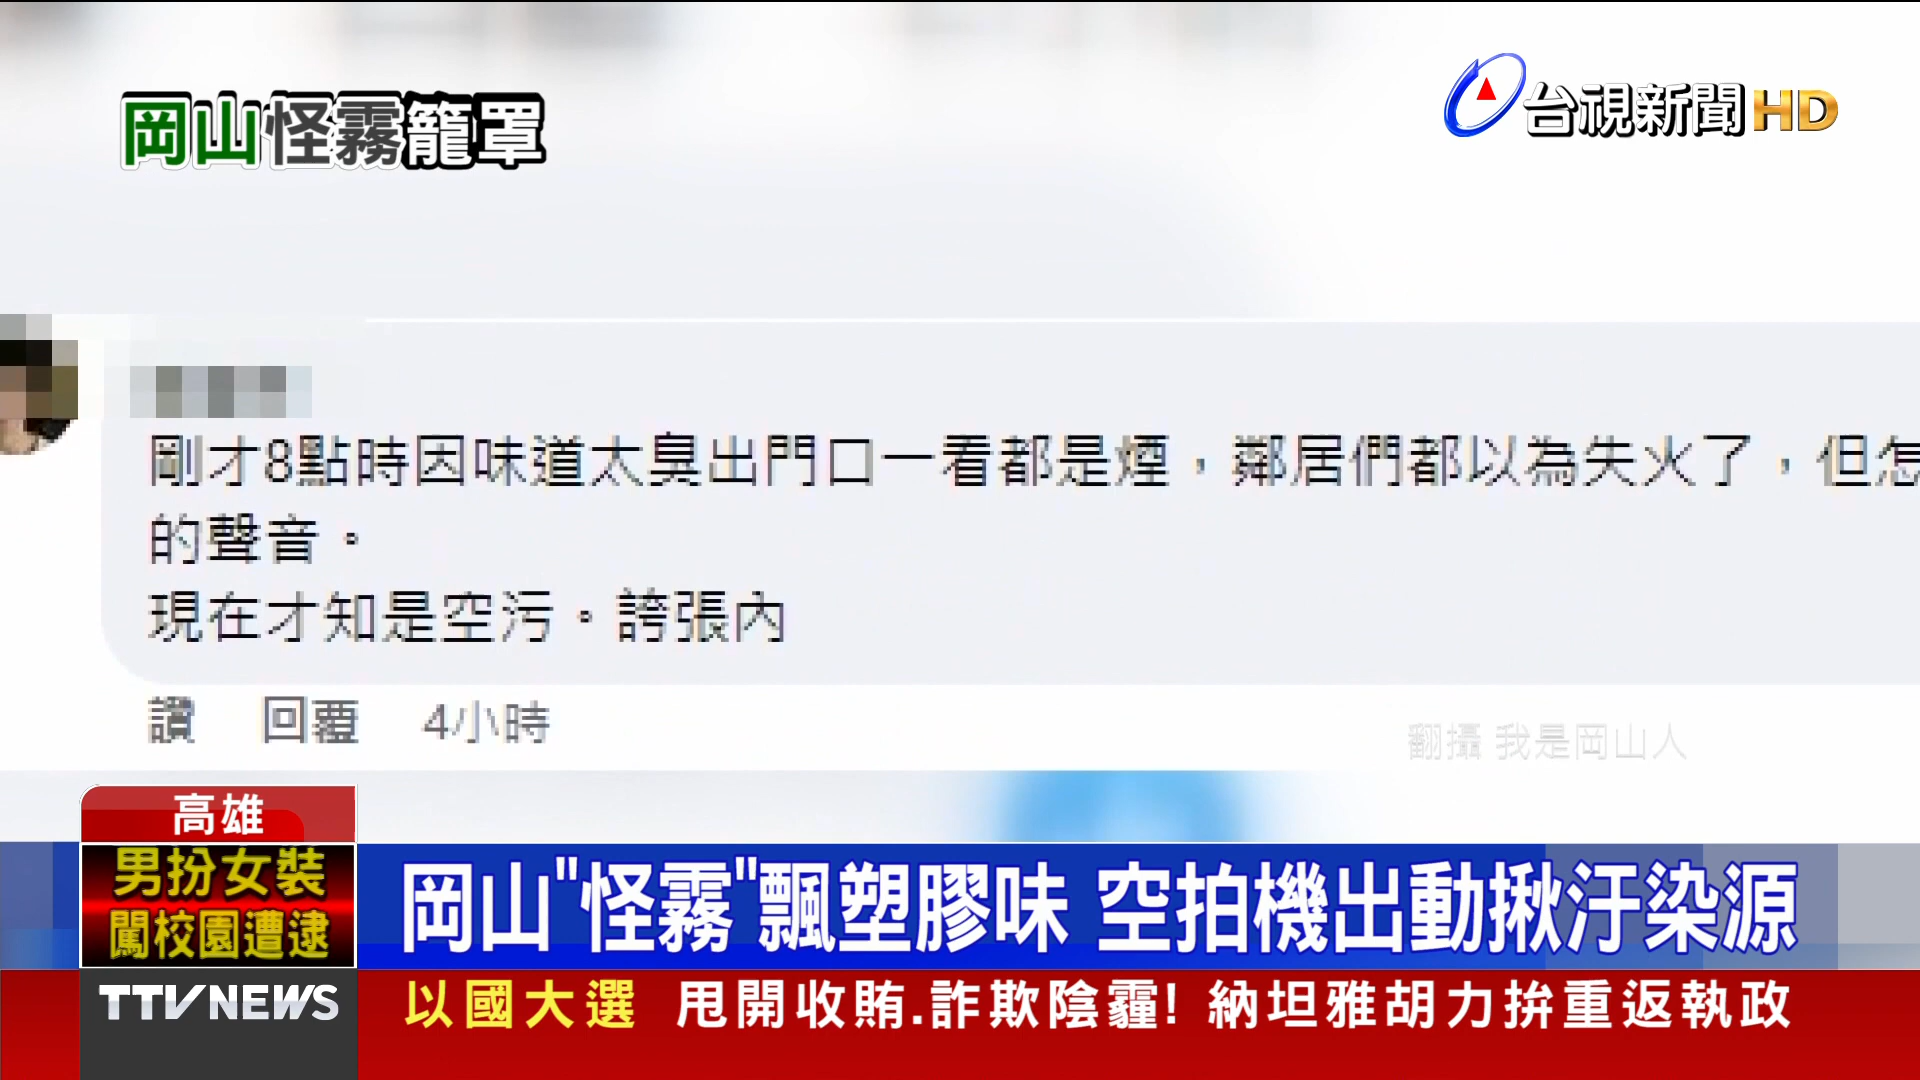 岡山怪霧籠罩
台視新聞HD
剛才8點時因味道太臭出門口一看都是煙，鄰居們都以為失火了，但怎
的聲音。
現在才知是空污。誇張內
讚 回覆 4小時
翻攝 我是岡山人
高雄
男扮女裝
闖校園遭逮
岡山"怪霧"飄塑膠味 空拍機出動揪汙染源
TTV NEWS
以國大選 甩開收賄.詐欺陰霾! 納坦雅胡力拚重返執政